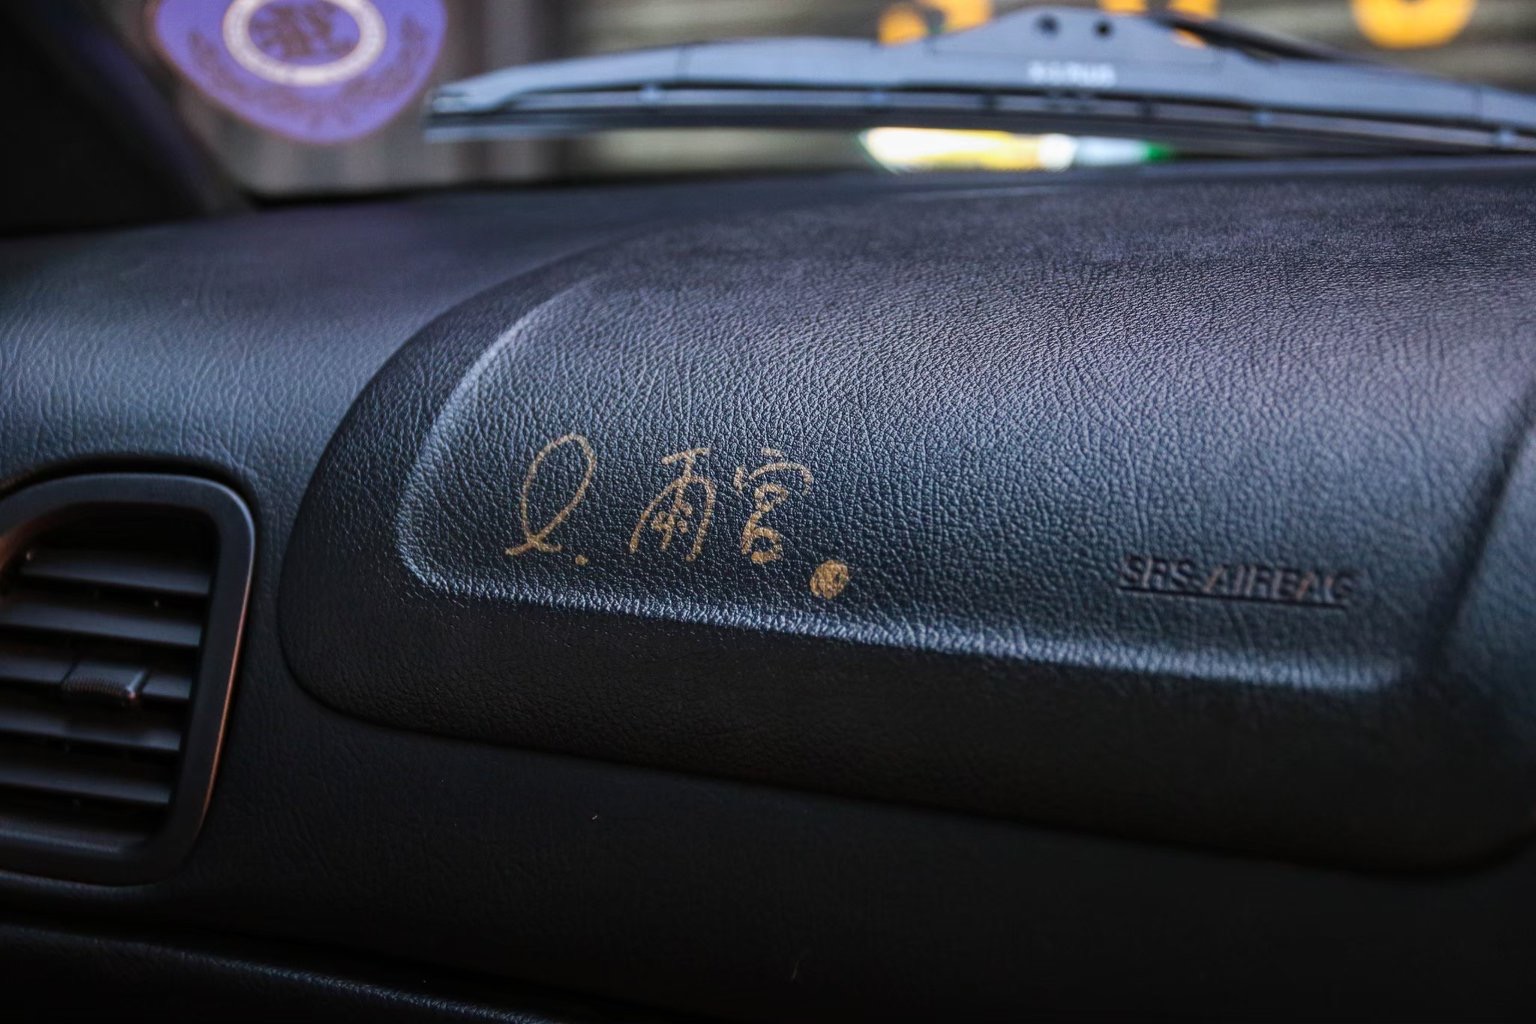 l. 雨宮.
SRS AIRBAG